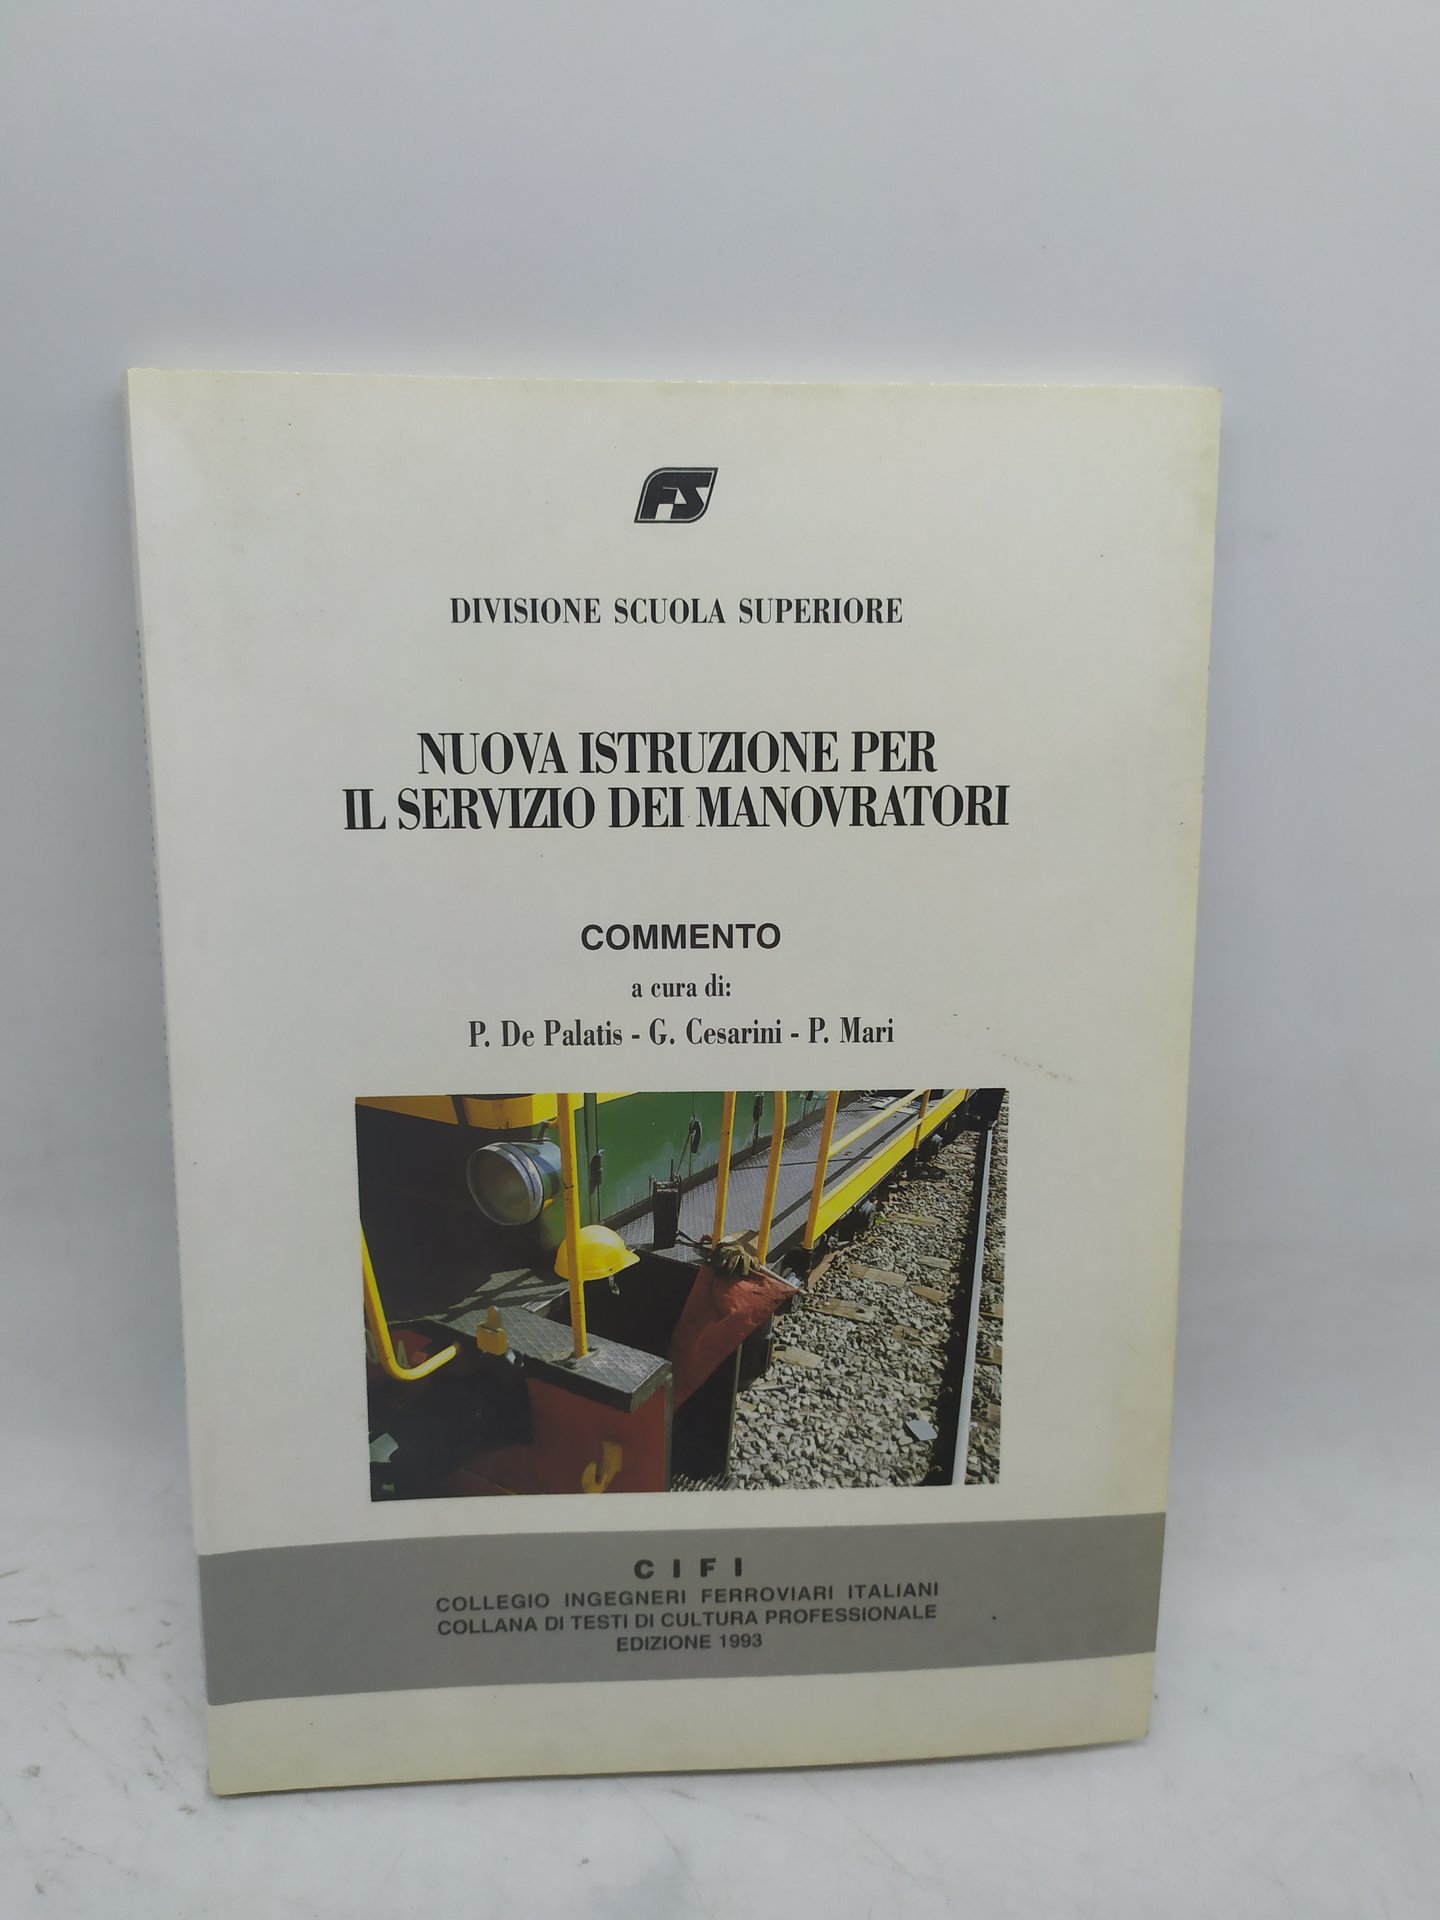 FS
DIVISIONE SCUOLA SUPERIORE
NUOVA ISTRUZIONE PER
IL SERVIZIO DEI MANOVRATORI
COMMENTO
a cura di:
P. De Palatis - G. Cesarini - P. Mari
C I F I
COLLEGIO INGEGNERI FERROVIARI ITALIANI
COLLANA DI TESTI DI CULTURA PROFESSIONALE
EDIZIONE 1993